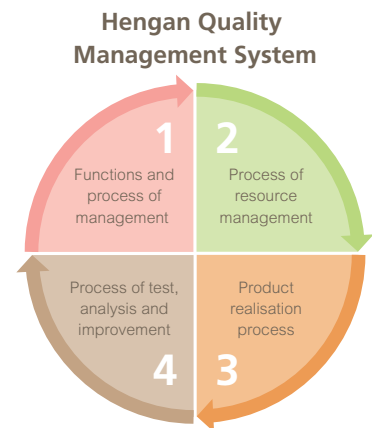 Hengan Quality
Management System
1
Functions and
process of
management
2
Process of
resource
management
Product
realisation
process
3
Process of test,
analysis and
improvement
4